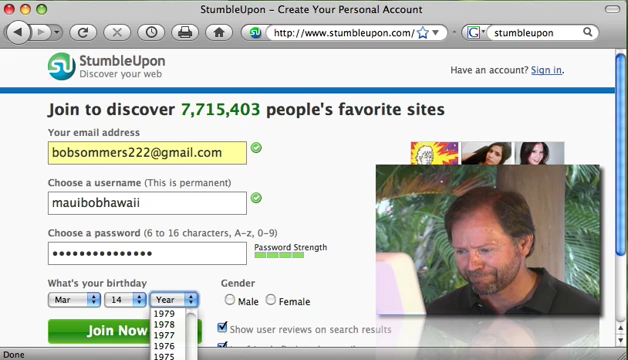 StumbleUpon - Create Your Personal Account
http://www.stumbleupon.com/
stumbleupon
StumbleUpon
Discover your web
Have an account? Sign in.
Join to discover 7,715,403 people's favorite sites
Your email address
bobsommers222@gmail.com
Choose a username (This is permanent)
mauibobhawaii
Choose a password (6 to 16 characters, A-z, 0-9)
Password Strength
What's your birthday
Gender
Mar
14
Year
Male
Female
1979
1978
1977
1976
1975
Join Now
Show user reviews on search results
Done